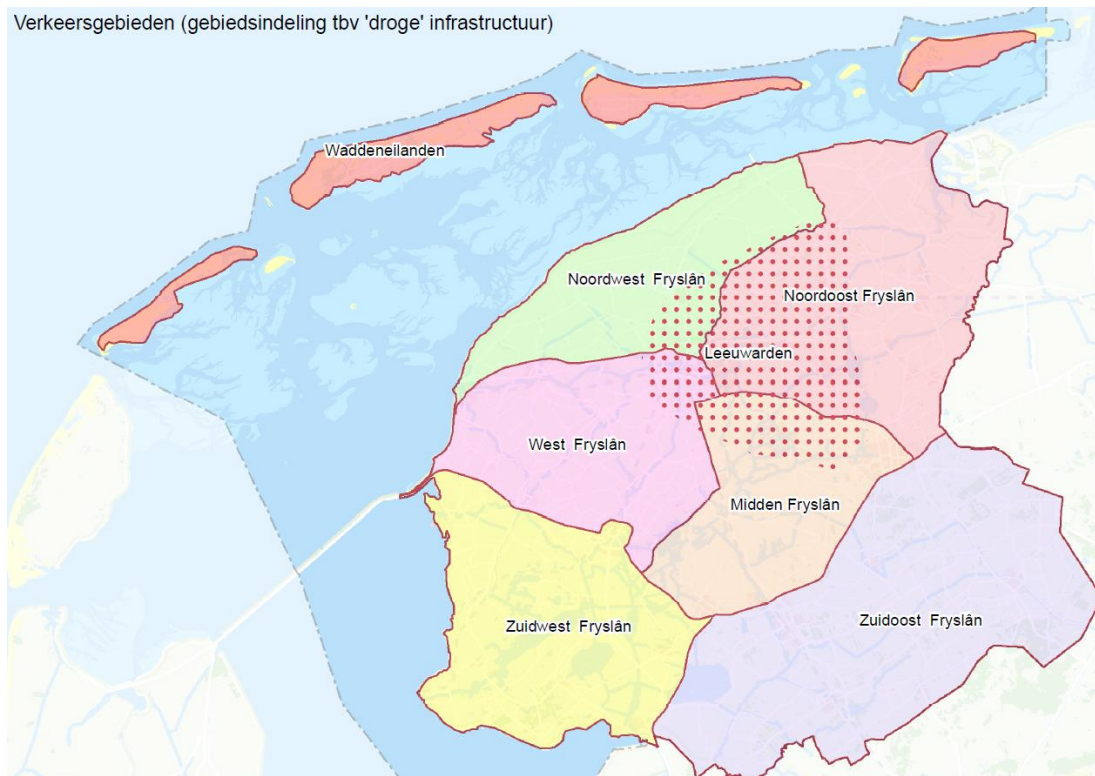 Verkeersgebieden (gebiedsindeling tbv 'droge' infrastructuur)
Waddeneilanden
Noordwest Fryslân
Noordoost Fryslân
Leeuwarden
West Fryslân
Midden Fryslân
Zuidwest Fryslân
Zuidoost Fryslân